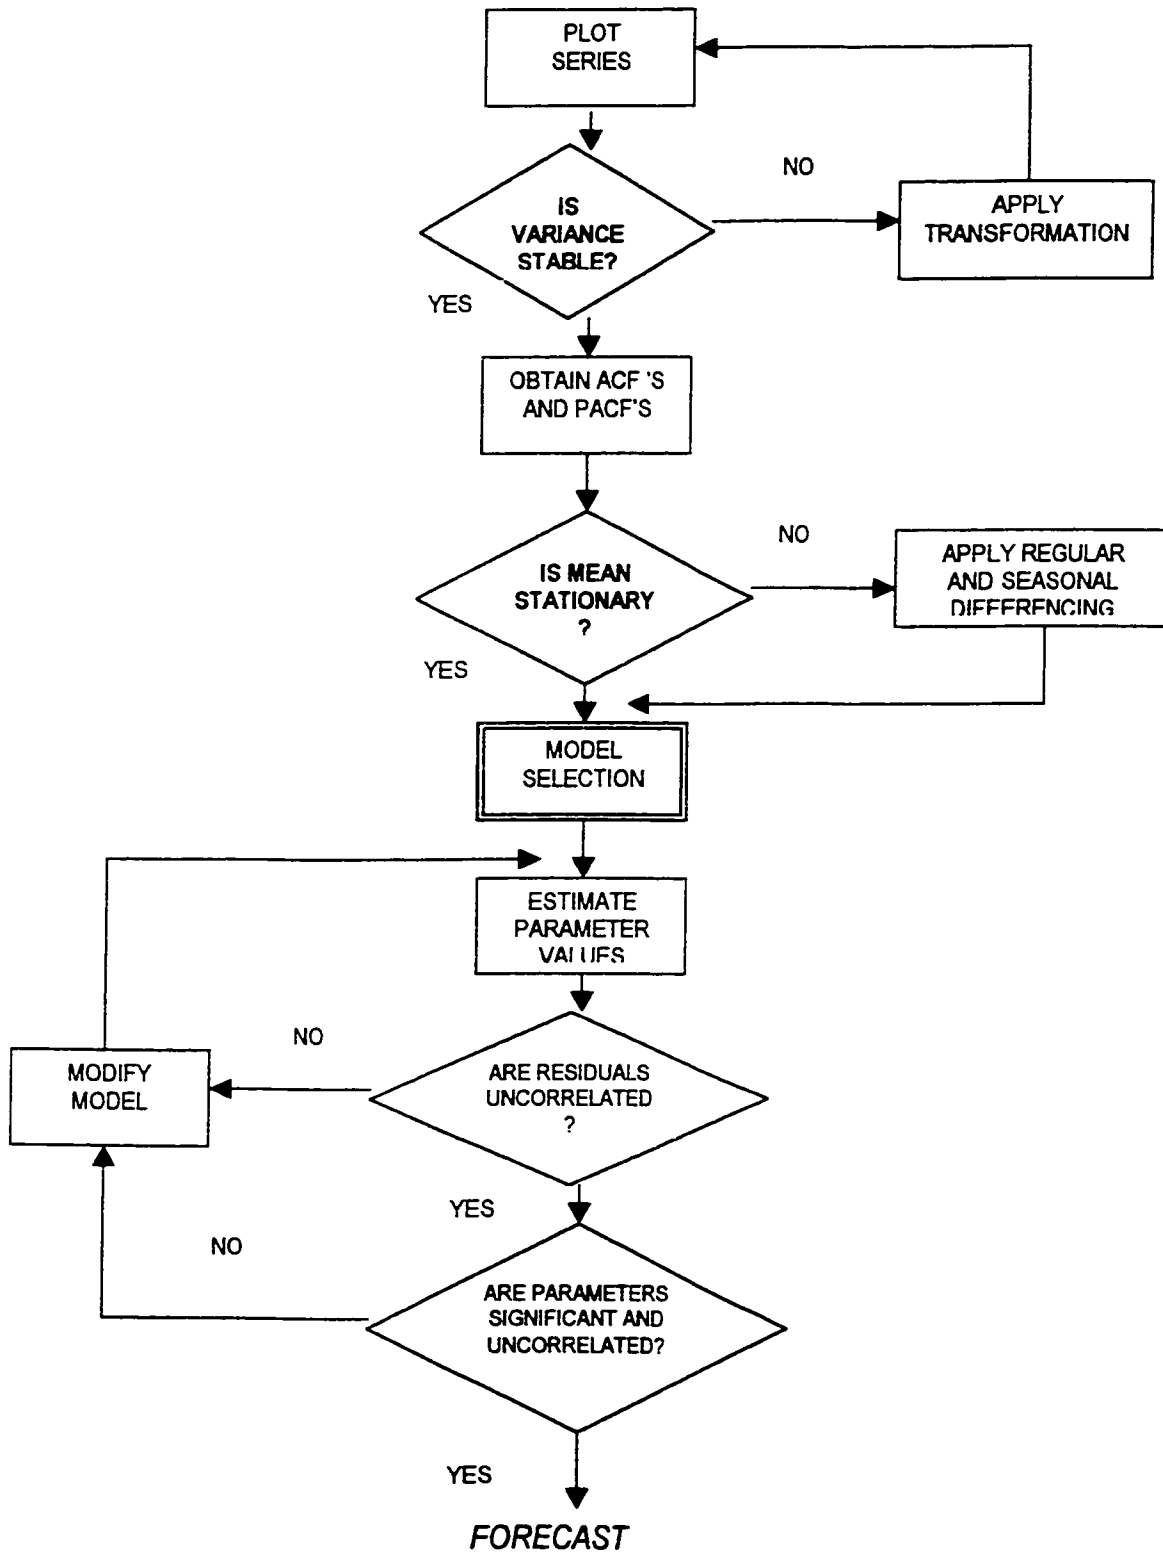 PLOT
SERIES
NO
IS
VARIANCE
STABLE?
APPLY
TRANSFORMATION
YES
OBTAIN ACF 'S
AND PACF'S
NO
IS MEAN
STATIONARY
?
APPLY REGULAR
AND SEASONAL
DIFFERENCING
YES
MODEL
SELECTION
ESTIMATE
PARAMETER
VALUES
NO
MODIFY
MODEL
ARE RESIDUALS
UNCORRELATED
?
YES
NO
ARE PARAMETERS
SIGNIFICANT AND
UNCORRELATED?
YES
FORECAST